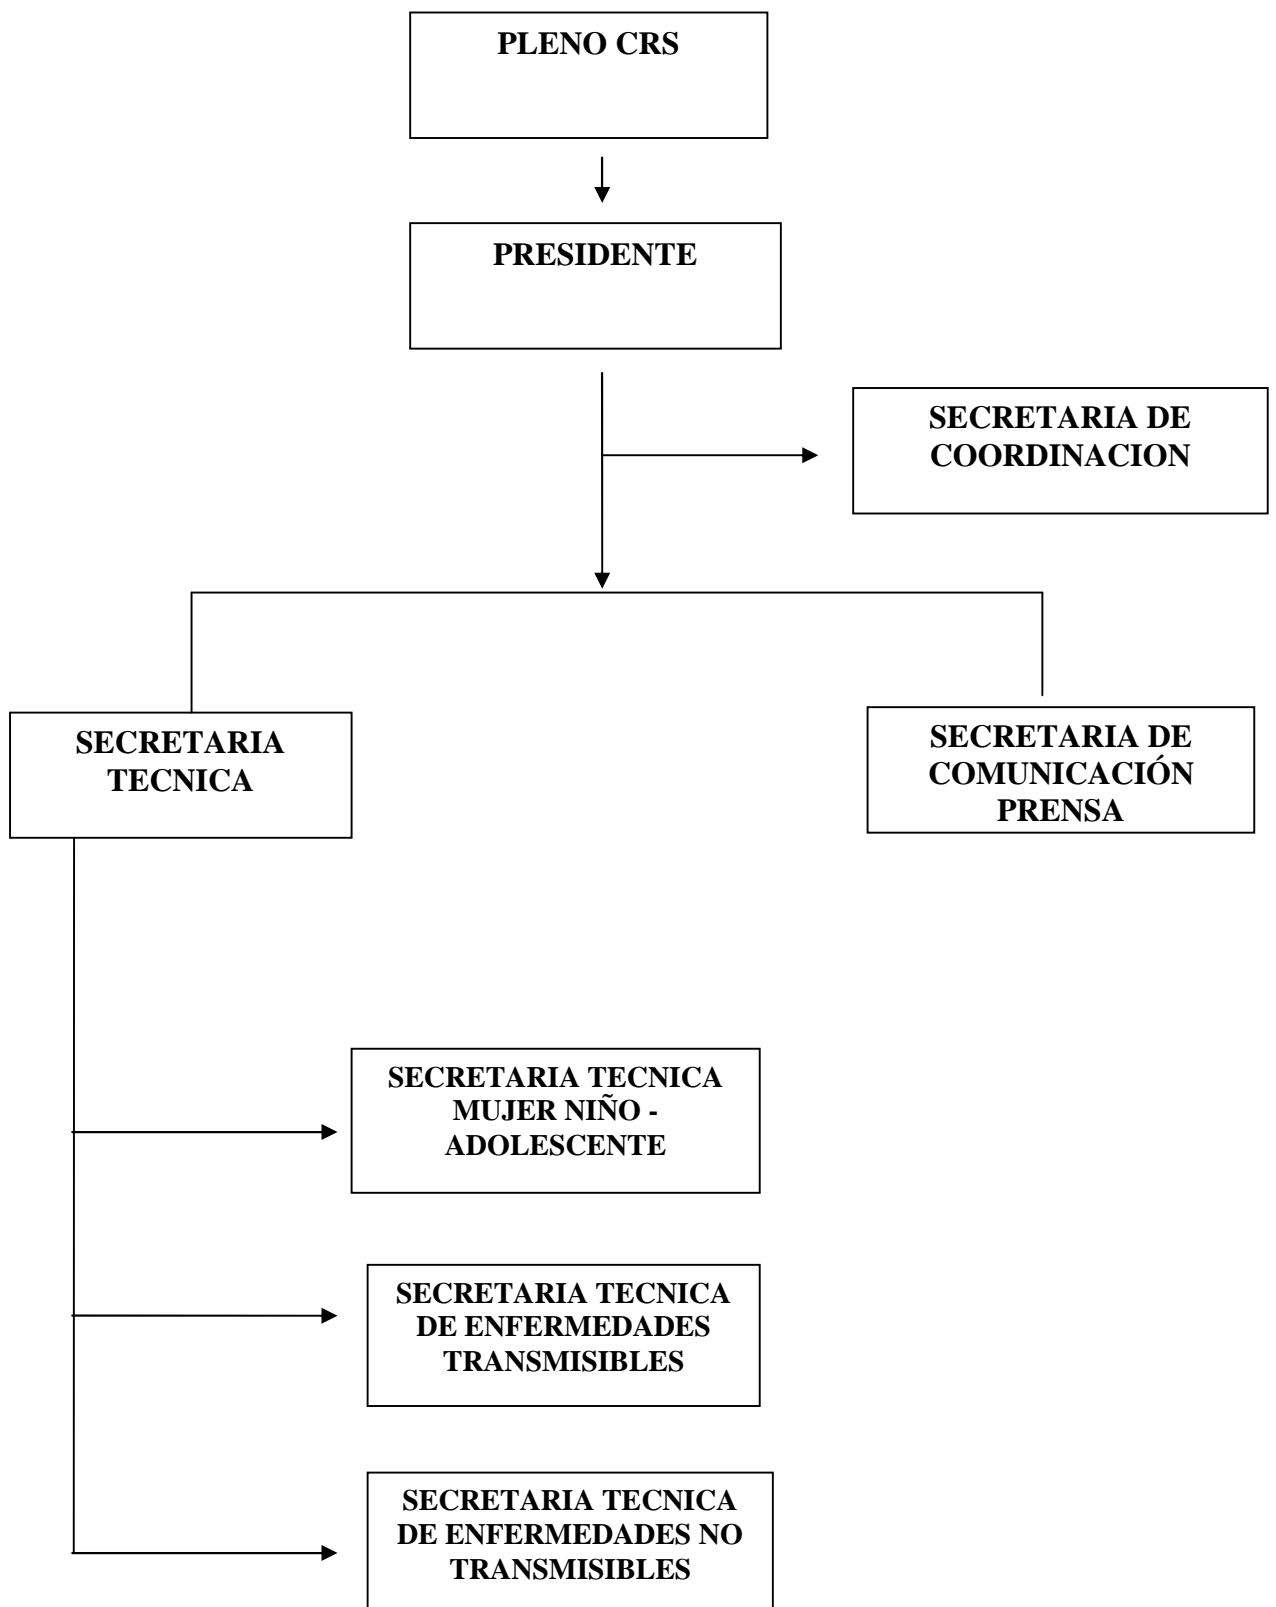 PLENO CRS
PRESIDENTE
SECRETARIA DE
COORDINACION
SECRETARIA
TECNICA
SECRETARIA DE
COMUNICACIÓN
PRENSA
SECRETARIA TECNICA
MUJER NIÑO -
ADOLESCENTE
SECRETARIA TECNICA
DE ENFERMEDADES
TRANSMISIBLES
SECRETARIA TECNICA
DE ENFERMEDADES NO
TRANSMISIBLES